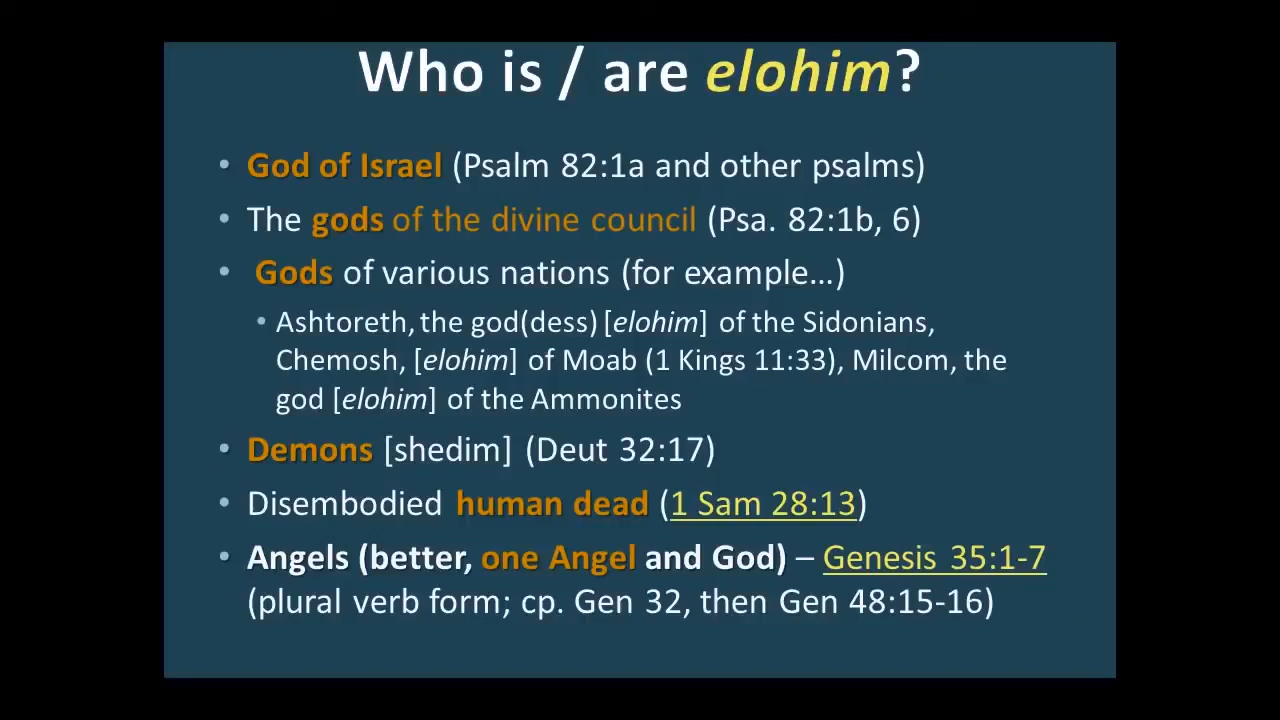 Who is / are elohim?
• God of Israel (Psalm 82:1a and other psalms)
• The gods of the divine council (Psa. 82:1b, 6)
• Gods of various nations (for example…)
• Ashtoreth, the god(dess) [elohim] of the Sidonians,
Chemosh, [elohim] of Moab (1 Kings 11:33), Milcom, the
god [elohim] of the Ammonites
• Demons [shedim] (Deut 32:17)
• Disembodied human dead (1 Sam 28:13)
• Angels (better, one Angel and God) – Genesis 35:1-7
(plural verb form; cp. Gen 32, then Gen 48:15-16)